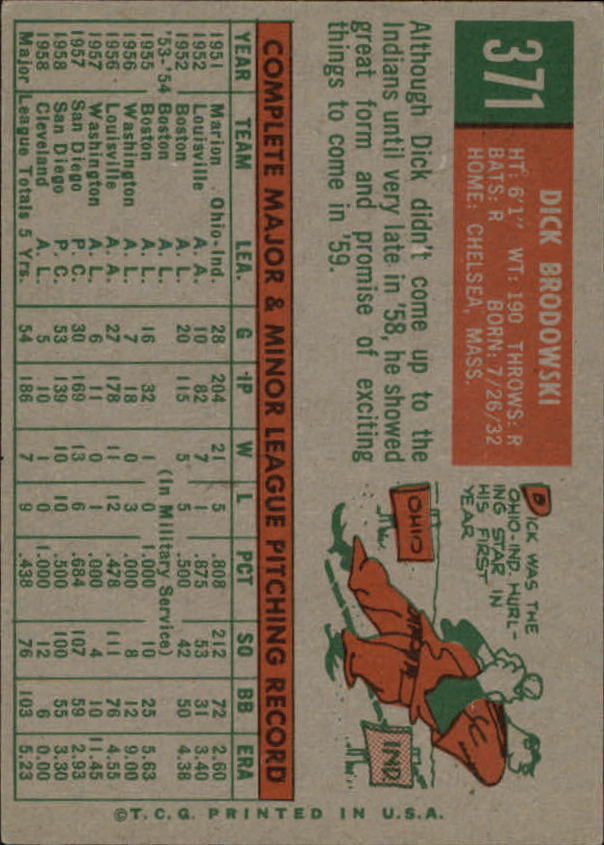 371
DICK BRODOWSKI
HT: 6'1" WT: 190 THROWS: R
BATS: R BORN: 7/26/32
HOME: CHELSEA, MASS.
Although Dick didn't come up to the
Indians until very late in '58, he showed
great form and promise of exciting
things to come in '59.
DICK WAS THE
OHIO-IND. HURL-
ING STAR IN
HIS FIRST
YEAR
OHIO
IND
COMPLETE MAJOR & MINOR LEAGUE PITCHING RECORD
YEAR TEAM LEA. G IP W L PCT SO BB ERA
1951 Marion Ohio-Ind. 28 204 21 5 .808 212 72 2.60
1952 Louisville A. A. 10 82 7 1 .875 53 31 3.40
1952 Boston A. L. 20 115 5 5 .500 42 50 4.38
'53-'54 Boston A. L. (In Military Service)
1955 Boston A. L. 16 32 1 0 1.000 10 25 5.63
1956 Washington A. L. 7 18 0 3 .000 8 12 9.00
1956 Louisville A. A. 27 178 11 12 .478 111 76 4.55
1957 Washington A. L. 6 11 0 1 .000 4 10 11.45
1957 San Diego P. C. 30 169 13 6 .684 107 59 2.93
1958 San Diego P. C. 53 139 10 10 .500 100 55 3.30
1958 Cleveland A. L. 5 10 1 0 1.000 12 6 0.00
Major League Totals 5 Yrs. 54 186 7 9 .438 76 103 5.23
©T.C.G. PRINTED IN U.S.A.